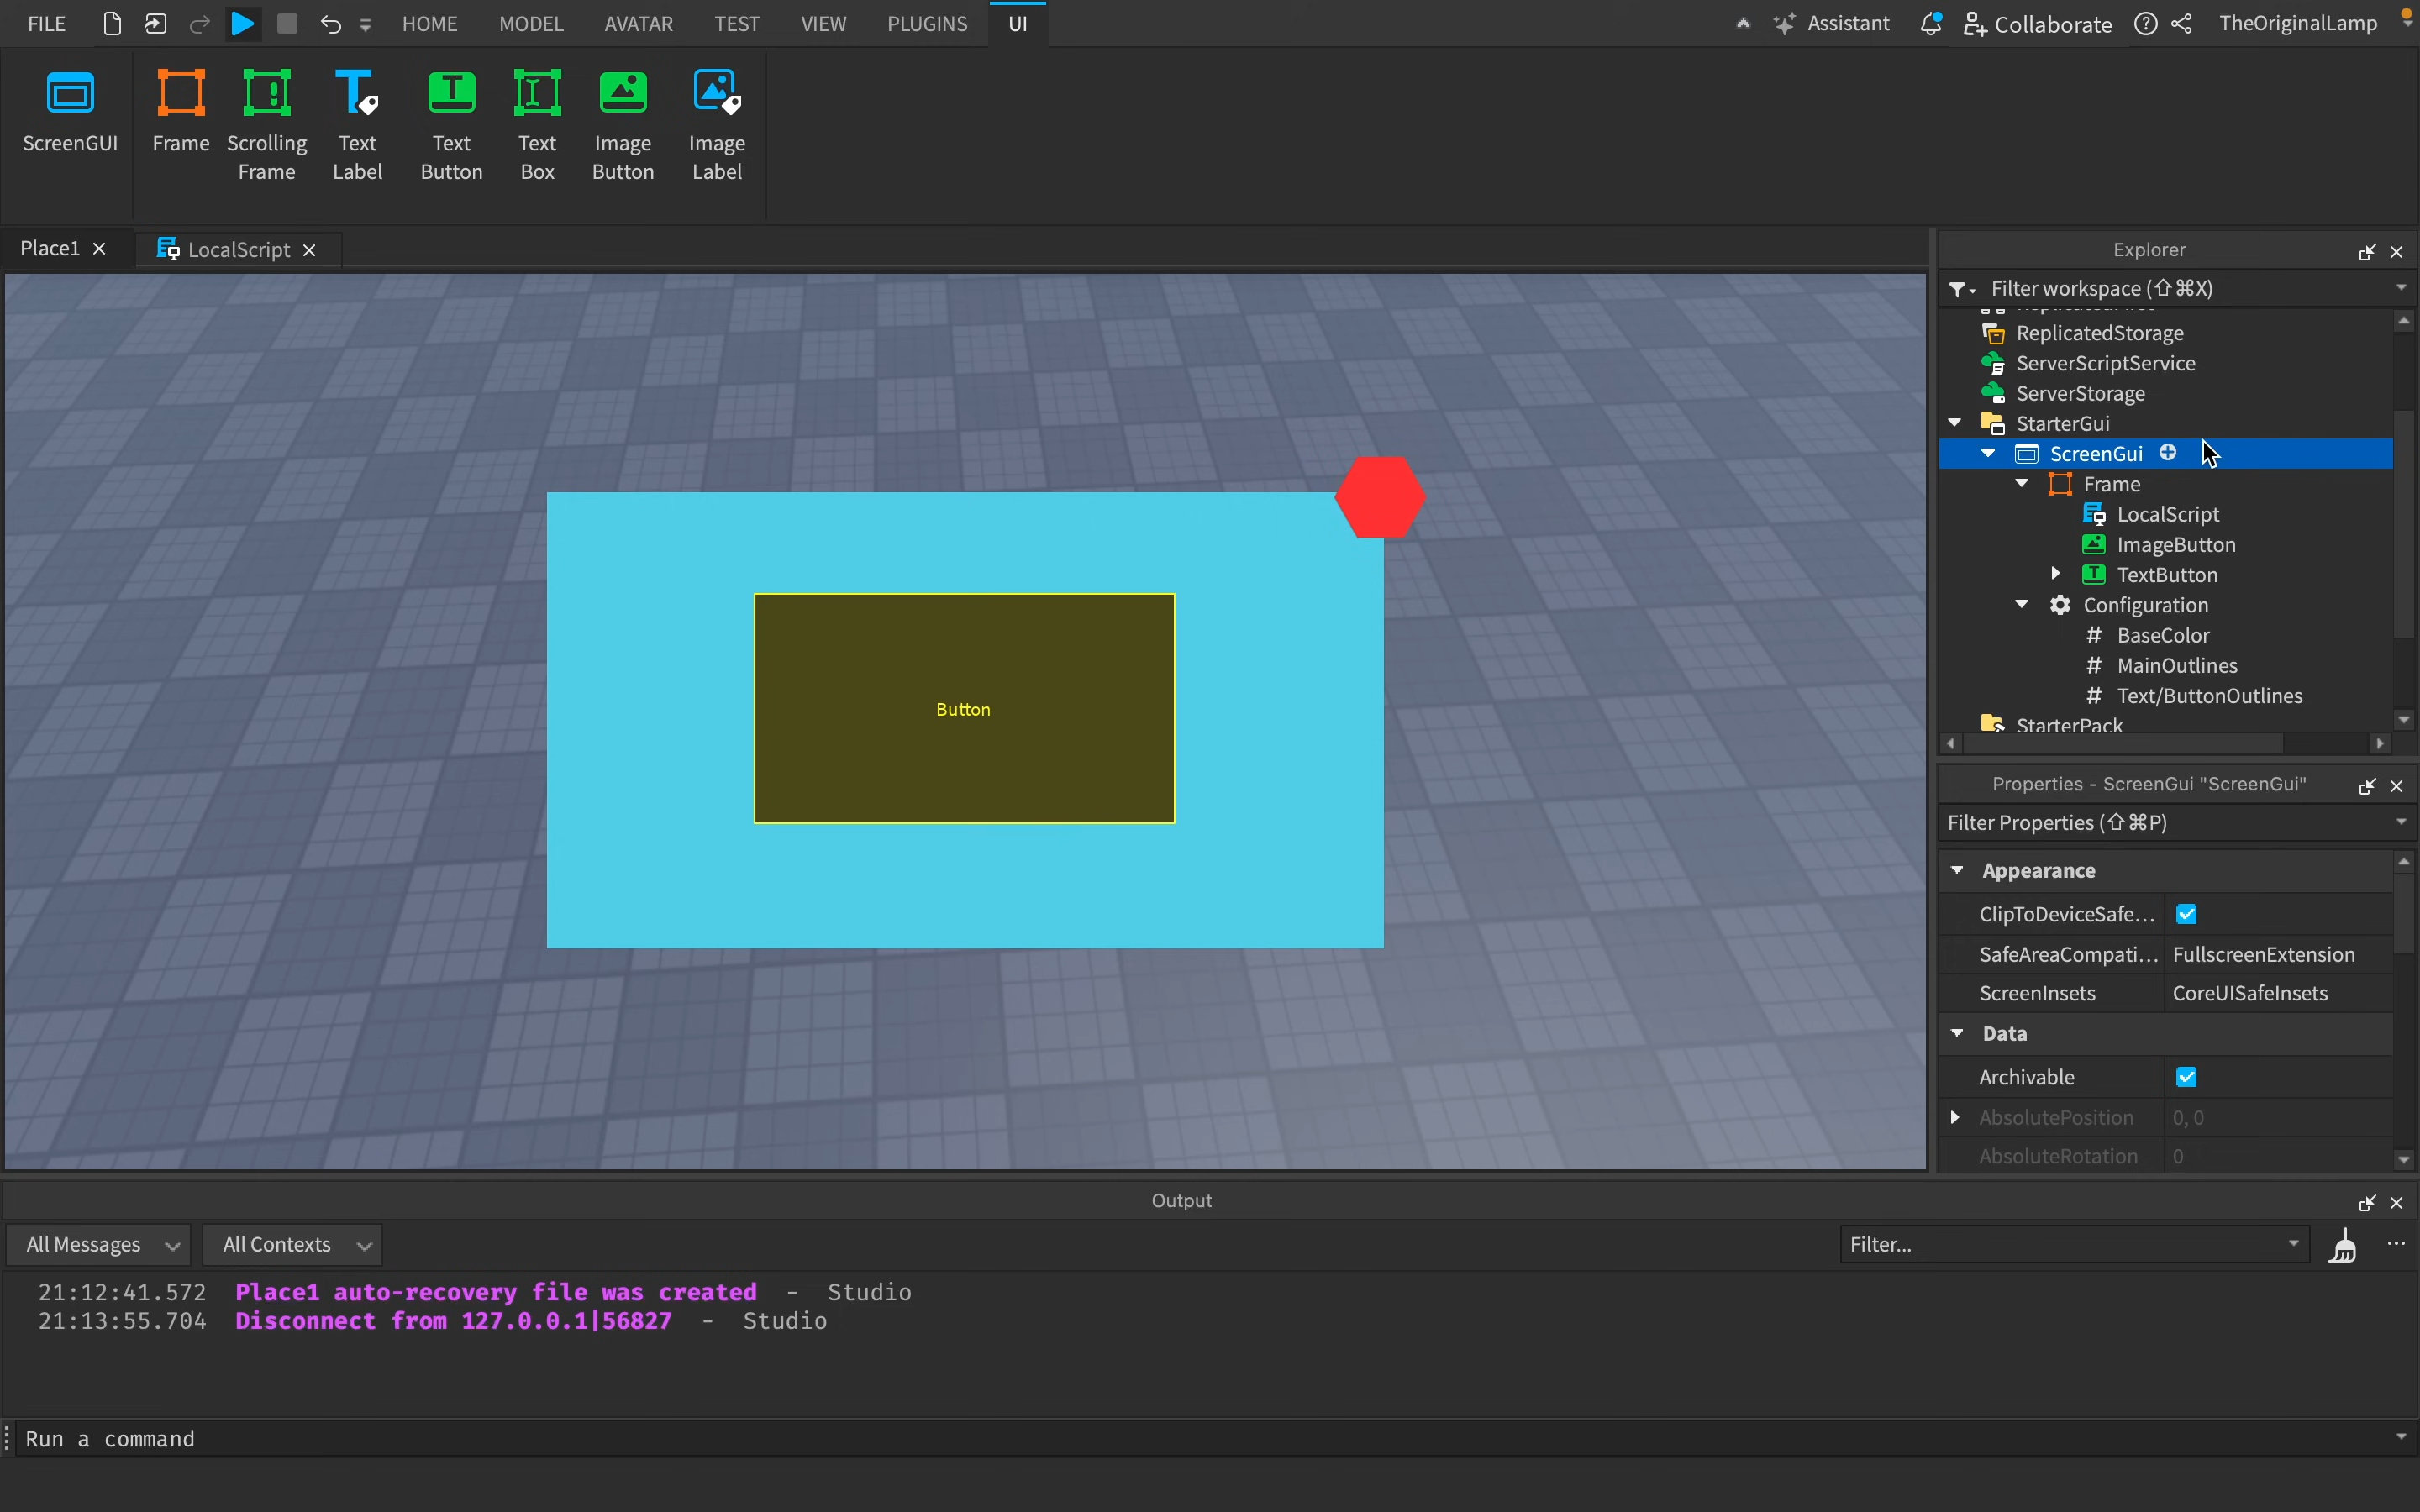 FILE HOME MODEL AVATAR TEST VIEW PLUGINS UI Assistant Collaborate TheOriginalLamp
ScreenGUI
Frame
Scrolling
Frame
Text
Label
Text
Button
Text
Box
Image
Button
Image
Label
Place1
LocalScript
Button
Explorer
Filter workspace (⇧⌘X)
ReplicatedStorage
ServerScriptService
ServerStorage
StarterGui
ScreenGui
Frame
LocalScript
ImageButton
TextButton
Configuration
# BaseColor
# MainOutlines
# Text/ButtonOutlines
StarterPack
Properties - ScreenGui "ScreenGui"
Filter Properties (⇧⌘P)
Appearance
ClipToDeviceSafe...
SafeAreaCompati... FullscreenExtension
ScreenInsets CoreUISafeInsets
Data
Archivable
AbsolutePosition 0, 0
AbsoluteRotation 0
Output
All Messages All Contexts Filter...
21:12:41.572 Place1 auto-recovery file was created - Studio
21:13:55.704 Disconnect from 127.0.0.1|56827 - Studio
Run a command